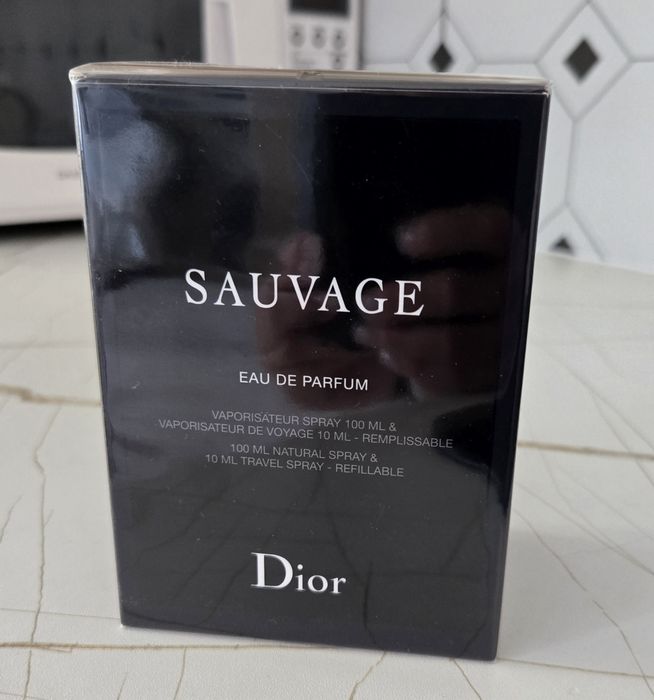 SAUVAGE
EAU DE PARFUM
VAPORISATEUR SPRAY 100 ML &
VAPORISATEUR DE VOYAGE 10 ML - REMPLISSABLE
100 ML NATURAL SPRAY &
10 ML TRAVEL SPRAY - REFILLABLE
Dior